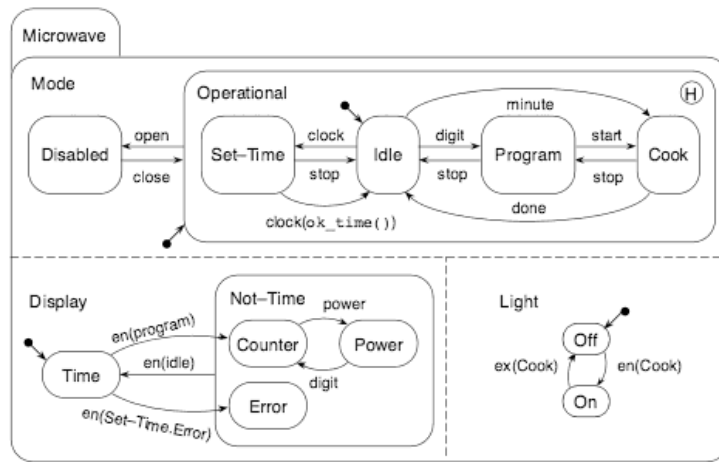 Microwave
Mode
Operational
H
minute
open
clock
digit
start
Disabled
Set–Time
Idle
Program
Cook
close
stop
stop
stop
clock(ok_time())
done
Display
Not–Time
Light
power
en(program)
Counter
Power
Off
en(idle)
Time
digit
ex(Cook)
en(Cook)
Error
On
en(Set–Time.Error)